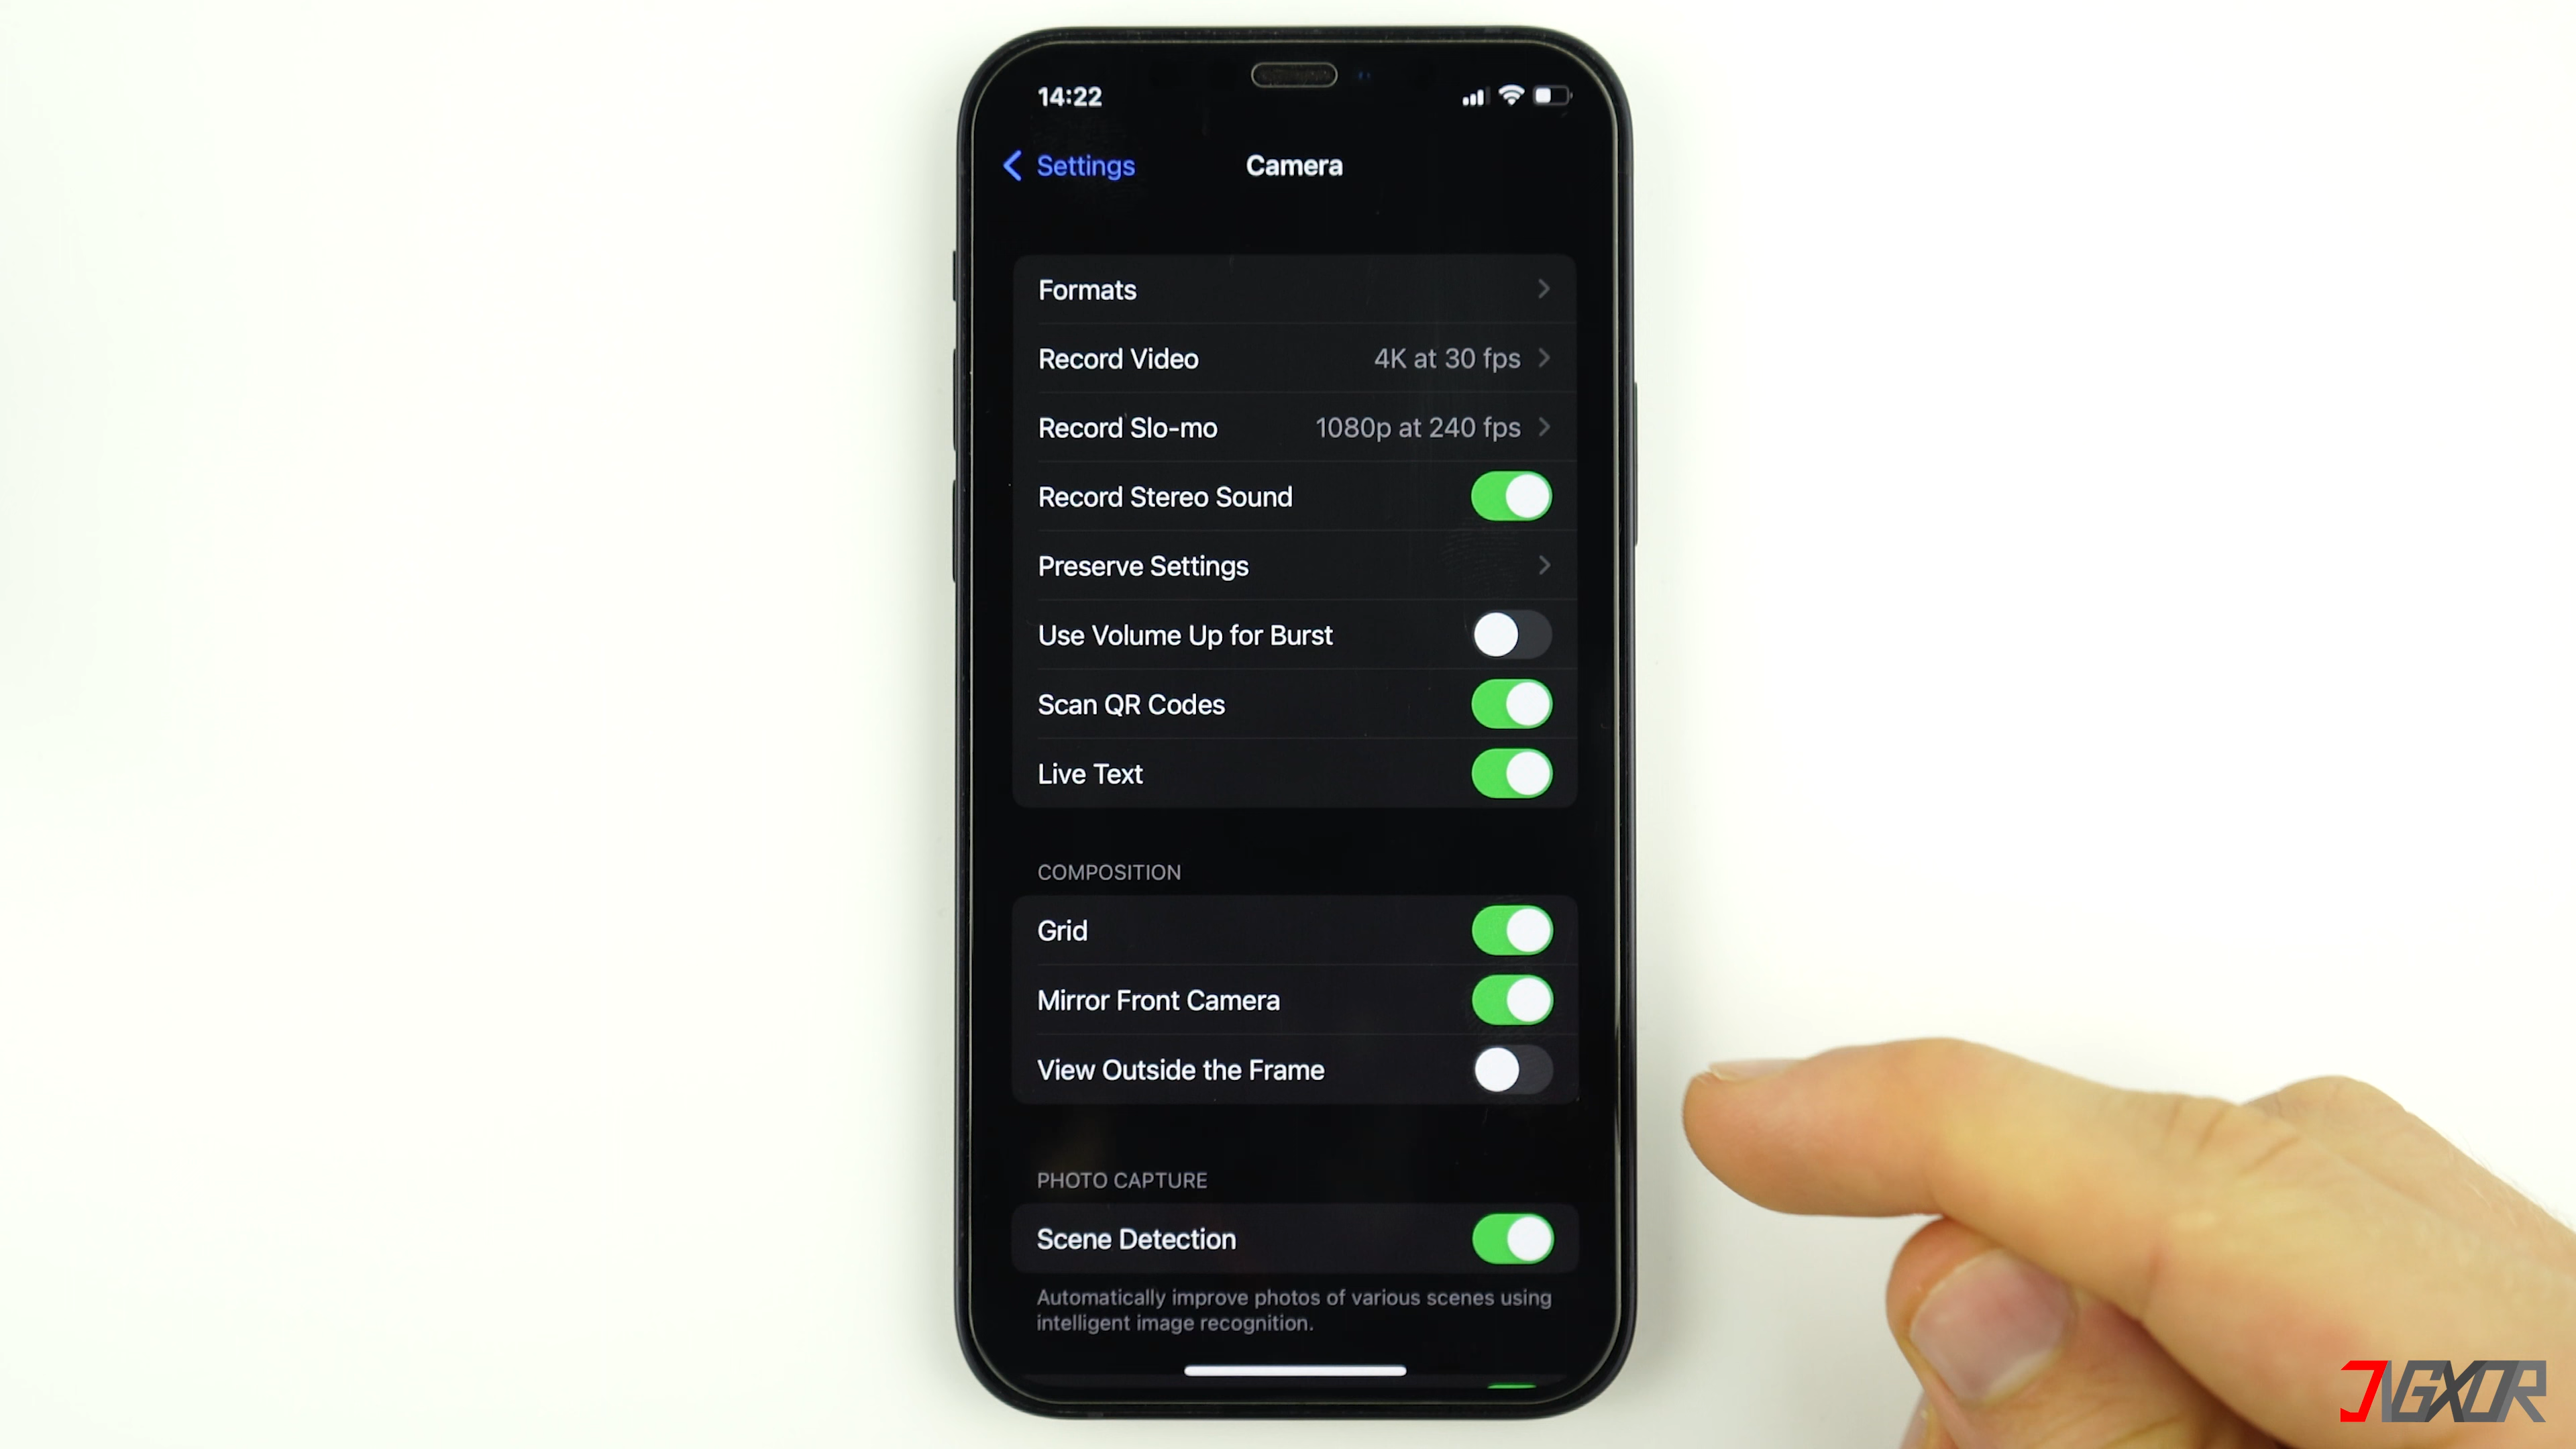 14:22
Settings
Camera
Formats
Record Video 4K at 30 fps
Record Slo-mo 1080p at 240 fps
Record Stereo Sound
Preserve Settings
Use Volume Up for Burst
Scan QR Codes
Live Text
COMPOSITION
Grid
Mirror Front Camera
View Outside the Frame
PHOTO CAPTURE
Scene Detection
Automatically improve photos of various scenes using
intelligent image recognition.
JIGXOR